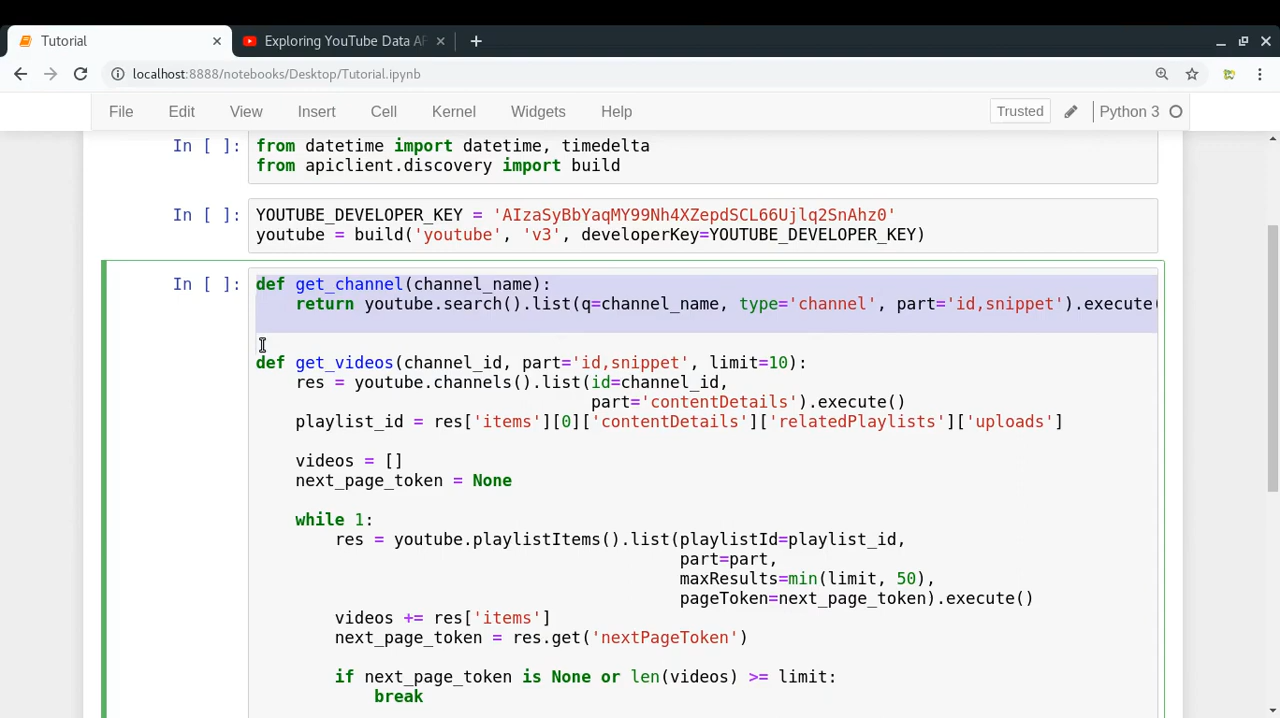 Tutorial
Exploring YouTube Data AP
localhost:8888/notebooks/Desktop/Tutorial.ipynb
File Edit View Insert Cell Kernel Widgets Help Trusted Python 3
In [ ]: from datetime import datetime, timedelta
from apiclient.discovery import build
In [ ]: YOUTUBE_DEVELOPER_KEY = 'AIzaSyBbYaqMY99Nh4XZepdSCL66Ujlq2SnAhz0'
youtube = build('youtube', 'v3', developerKey=YOUTUBE_DEVELOPER_KEY)
In [ ]: def get_channel(channel_name):
return youtube.search().list(q=channel_name, type='channel', part='id,snippet').execute(
def get_videos(channel_id, part='id,snippet', limit=10):
res = youtube.channels().list(id=channel_id,
part='contentDetails').execute()
playlist_id = res['items'][0]['contentDetails']['relatedPlaylists']['uploads']
videos = []
next_page_token = None
while 1:
res = youtube.playlistItems().list(playlistId=playlist_id,
part=part,
maxResults=min(limit, 50),
pageToken=next_page_token).execute()
videos += res['items']
next_page_token = res.get('nextPageToken')
if next_page_token is None or len(videos) >= limit:
break